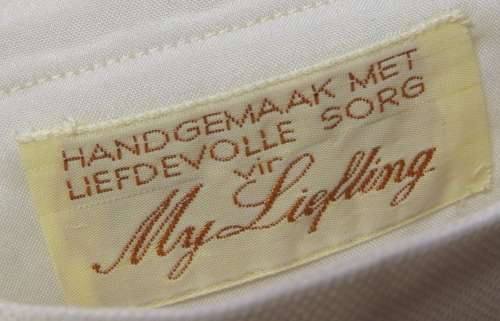 HANDGEMAAK MET
LIEFDEVOLLE SORG
vir
My Liefling